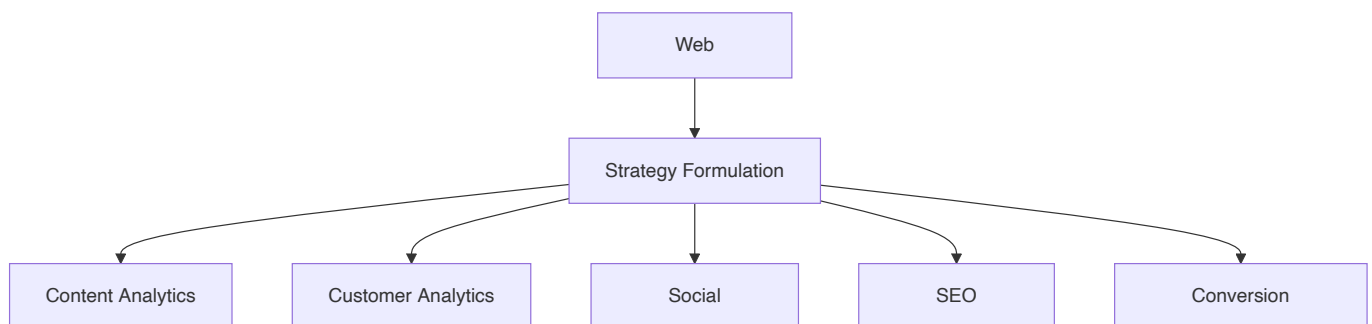 Web
Strategy Formulation
Content Analytics
Customer Analytics
Social
SEO
Conversion